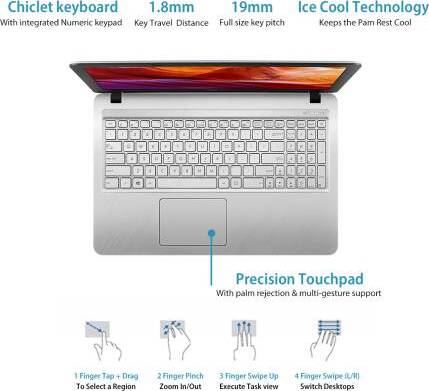 Chiclet keyboard 1.8mm 19mm Ice Cool Technology
With integrated Numeric keypad Key Travel Distance Full size key pitch Keeps the Pam Rest Cool
Precision Touchpad
With palm rejection & multi-gesture support
1 Finger Tap + Drag 2 Finger Pinch 3 Finger Swipe Up 4 Finger Swipe (L/R)
To Select a Region Zoom In/Out Execute Task view Switch Desktops